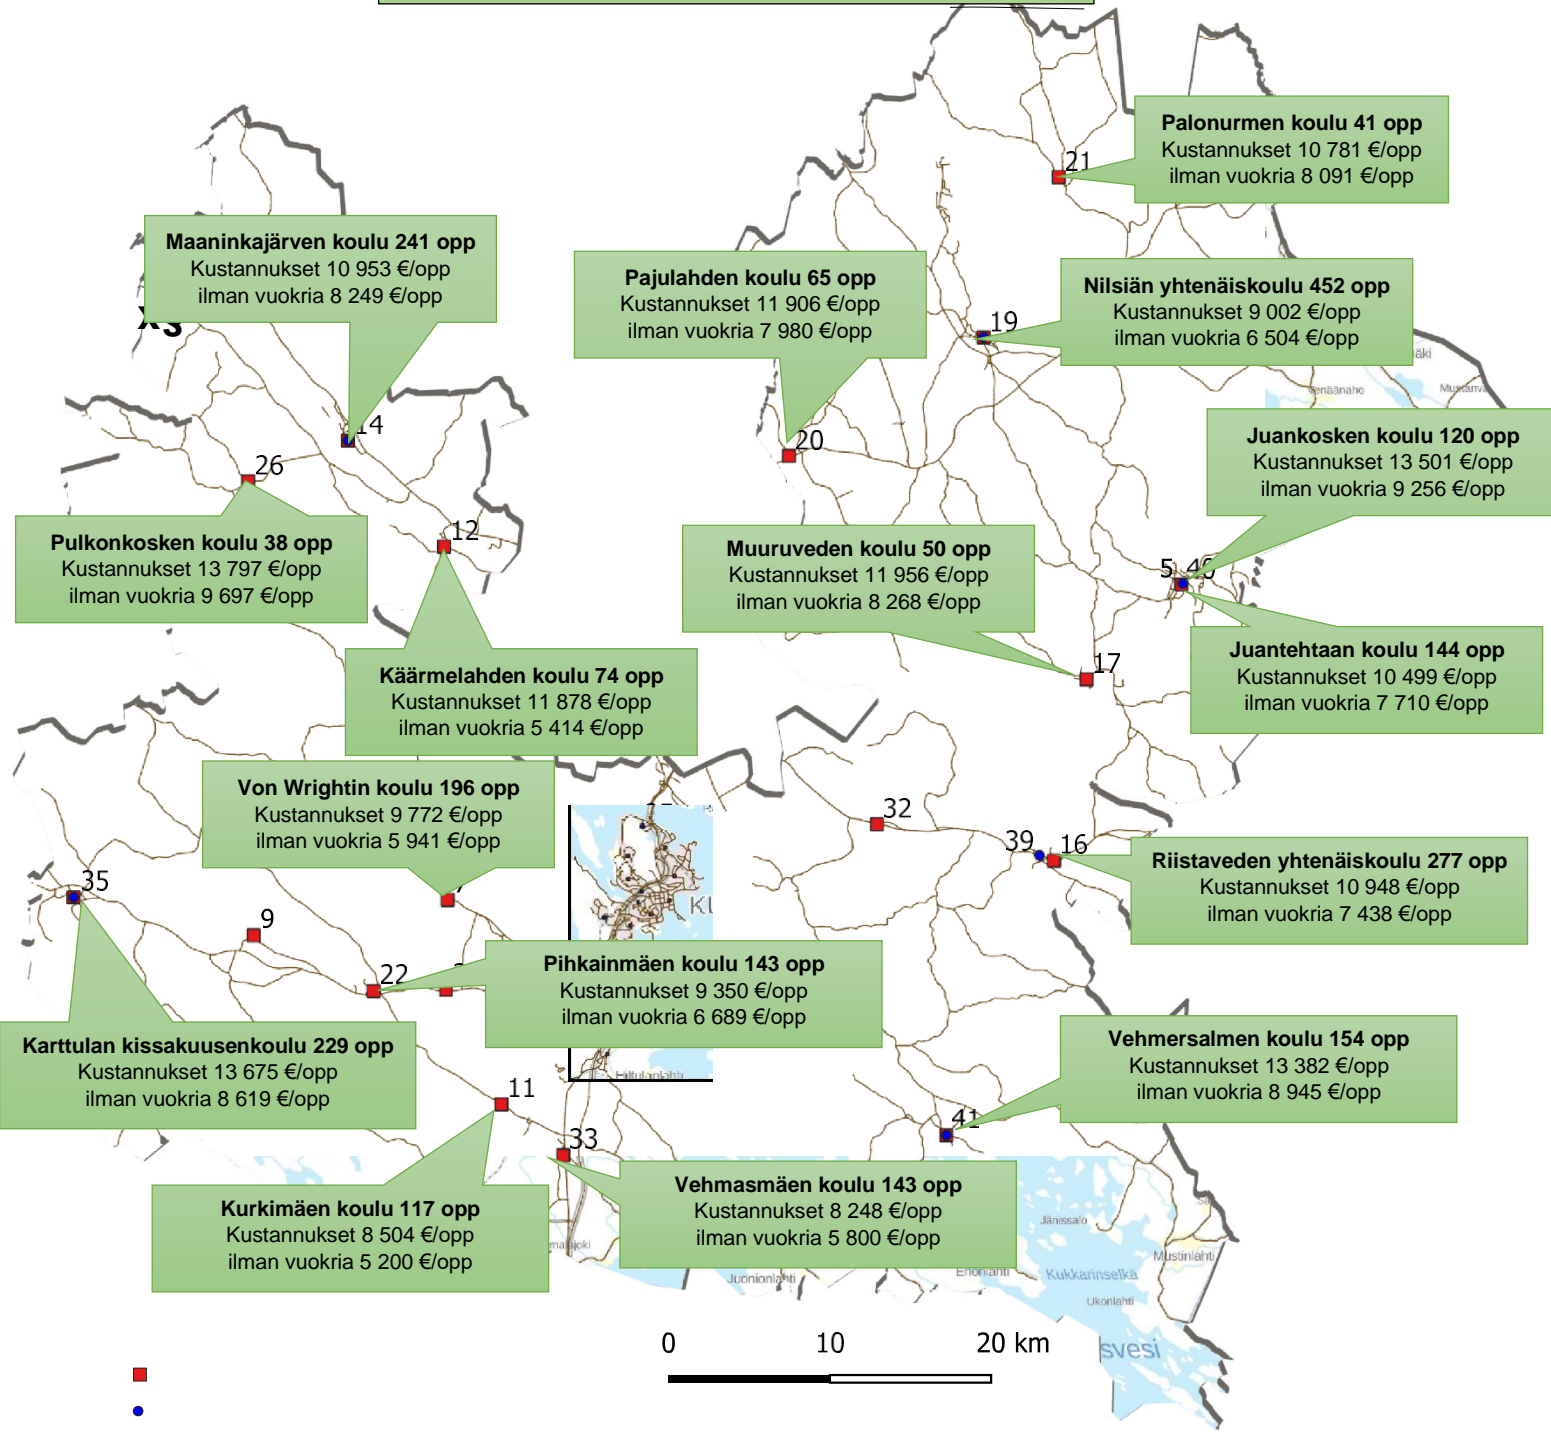 Palonurmen koulu 41 opp
Kustannukset 10 781 €/opp
ilman vuokria 8 091 €/opp
21
Maaninkajärven koulu 241 opp
Kustannukset 10 953 €/opp
ilman vuokria 8 249 €/opp
14
Pajulahden koulu 65 opp
Kustannukset 11 906 €/opp
ilman vuokria 7 980 €/opp
20
Nilsiän yhtenäiskoulu 452 opp
Kustannukset 9 002 €/opp
ilman vuokria 6 504 €/opp
19
Juankosken koulu 120 opp
Kustannukset 13 501 €/opp
ilman vuokria 9 256 €/opp
5 40
26
Pulkonkosken koulu 38 opp
Kustannukset 13 797 €/opp
ilman vuokria 9 697 €/opp
12
Muuruveden koulu 50 opp
Kustannukset 11 956 €/opp
ilman vuokria 8 268 €/opp
17
Juantehtaan koulu 144 opp
Kustannukset 10 499 €/opp
ilman vuokria 7 710 €/opp
Käärmelahden koulu 74 opp
Kustannukset 11 878 €/opp
ilman vuokria 5 414 €/opp
Von Wrightin koulu 196 opp
Kustannukset 9 772 €/opp
ilman vuokria 5 941 €/opp
32
39
16
Riistaveden yhtenäiskoulu 277 opp
Kustannukset 10 948 €/opp
ilman vuokria 7 438 €/opp
35
9
22
Pihkainmäen koulu 143 opp
Kustannukset 9 350 €/opp
ilman vuokria 6 689 €/opp
Karttulan kissakuusenkoulu 229 opp
Kustannukset 13 675 €/opp
ilman vuokria 8 619 €/opp
Vehmersalmen koulu 154 opp
Kustannukset 13 382 €/opp
ilman vuokria 8 945 €/opp
41
11
33
Vehmasmäen koulu 143 opp
Kustannukset 8 248 €/opp
ilman vuokria 5 800 €/opp
Kurkimäen koulu 117 opp
Kustannukset 8 504 €/opp
ilman vuokria 5 200 €/opp
Jänissalo
Mustinlahti
Kukkarinselkä
Ukonlahti
Juonionlahti
svesi
0 10 20 km